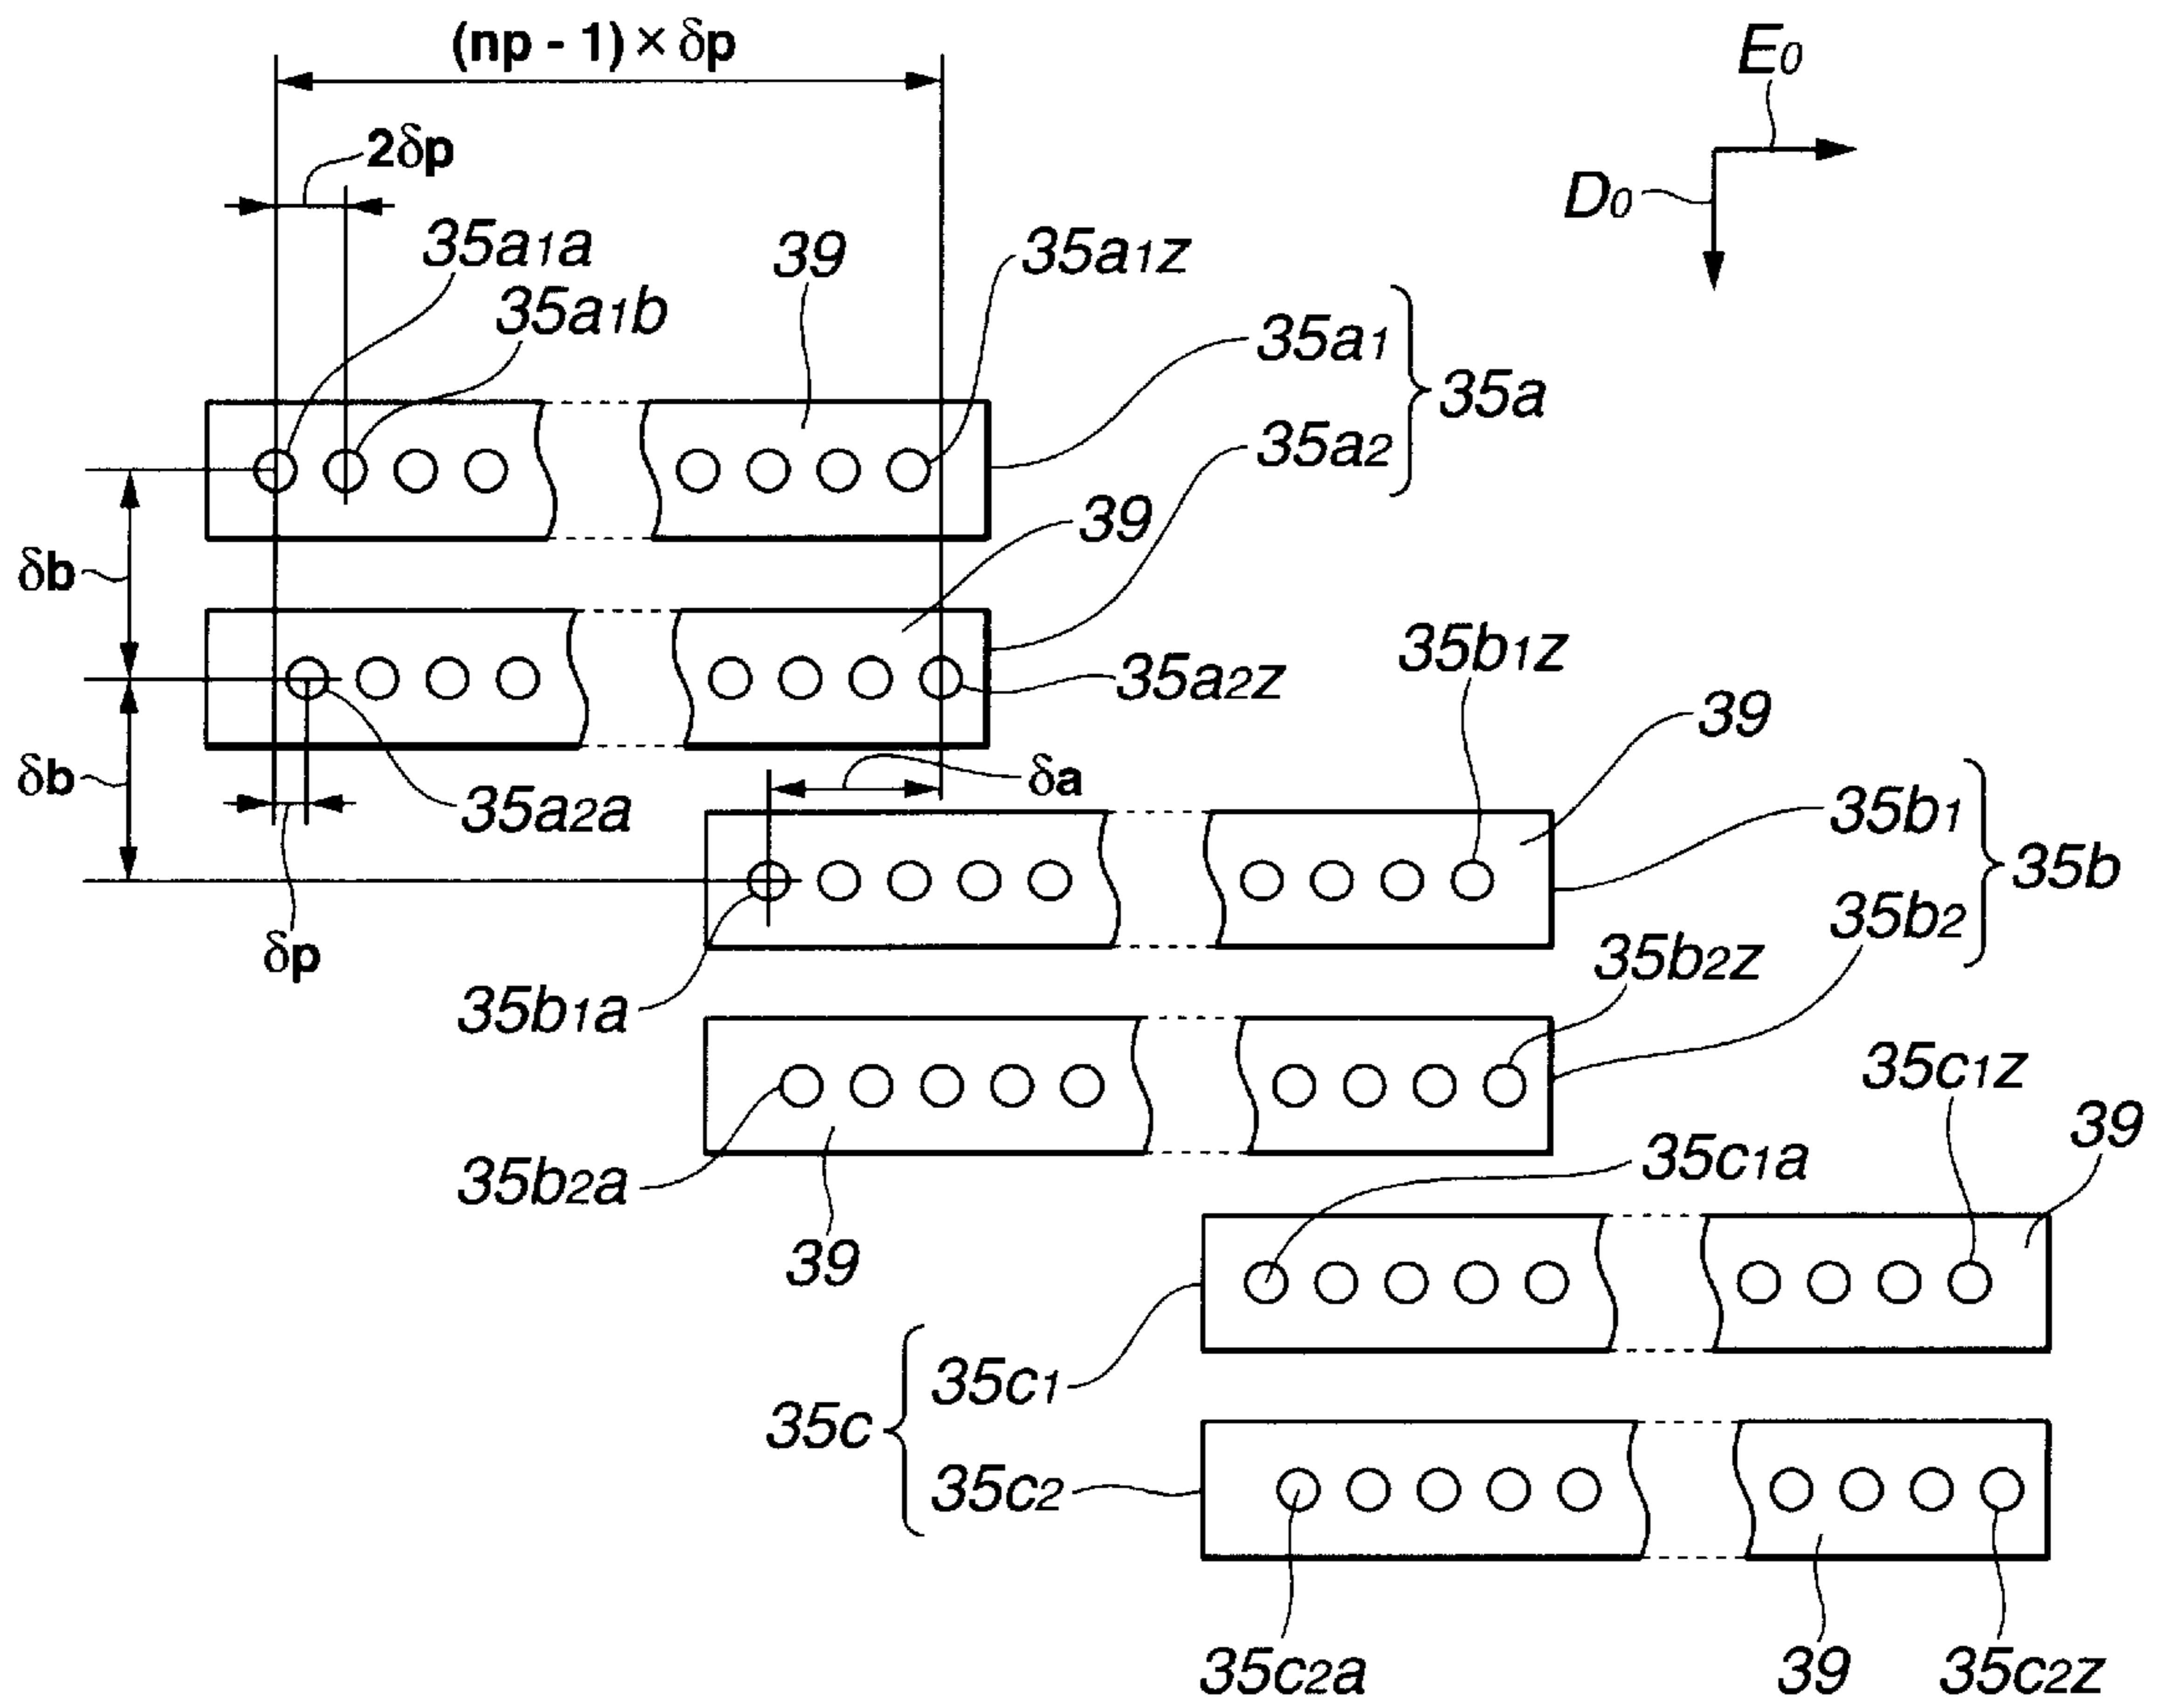 (np - 1) × δp
E0
2δp
D0
35a1a
39
35a1z
35a1b
35a1
35a
35a2
39
δb
35b1z
35a2z
39
δb
δa
35a2a
35b1
35b
35b2
δp
35b2z
35b1a
35c1z
39
35c1a
35b2a
39
35c1
35c
35c2
35c2a
39
35c2z